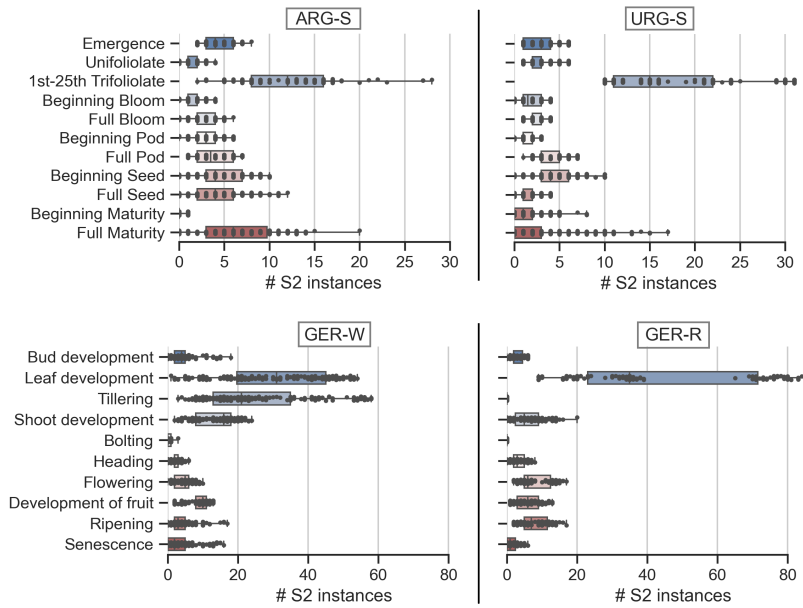 ARG-S
URG-S
Emergence
Unifoliolate
1st-25th Trifoliolate
Beginning Bloom
Full Bloom
Beginning Pod
Full Pod
Beginning Seed
Full Seed
Beginning Maturity
Full Maturity
0 5 10 15 20 25 30
0 5 10 15 20 25 30
# S2 instances
# S2 instances
GER-W
GER-R
Bud development
Leaf development
Tillering
Shoot development
Bolting
Heading
Flowering
Development of fruit
Ripening
Senescence
0 20 40 60 80
0 20 40 60 80
# S2 instances
# S2 instances